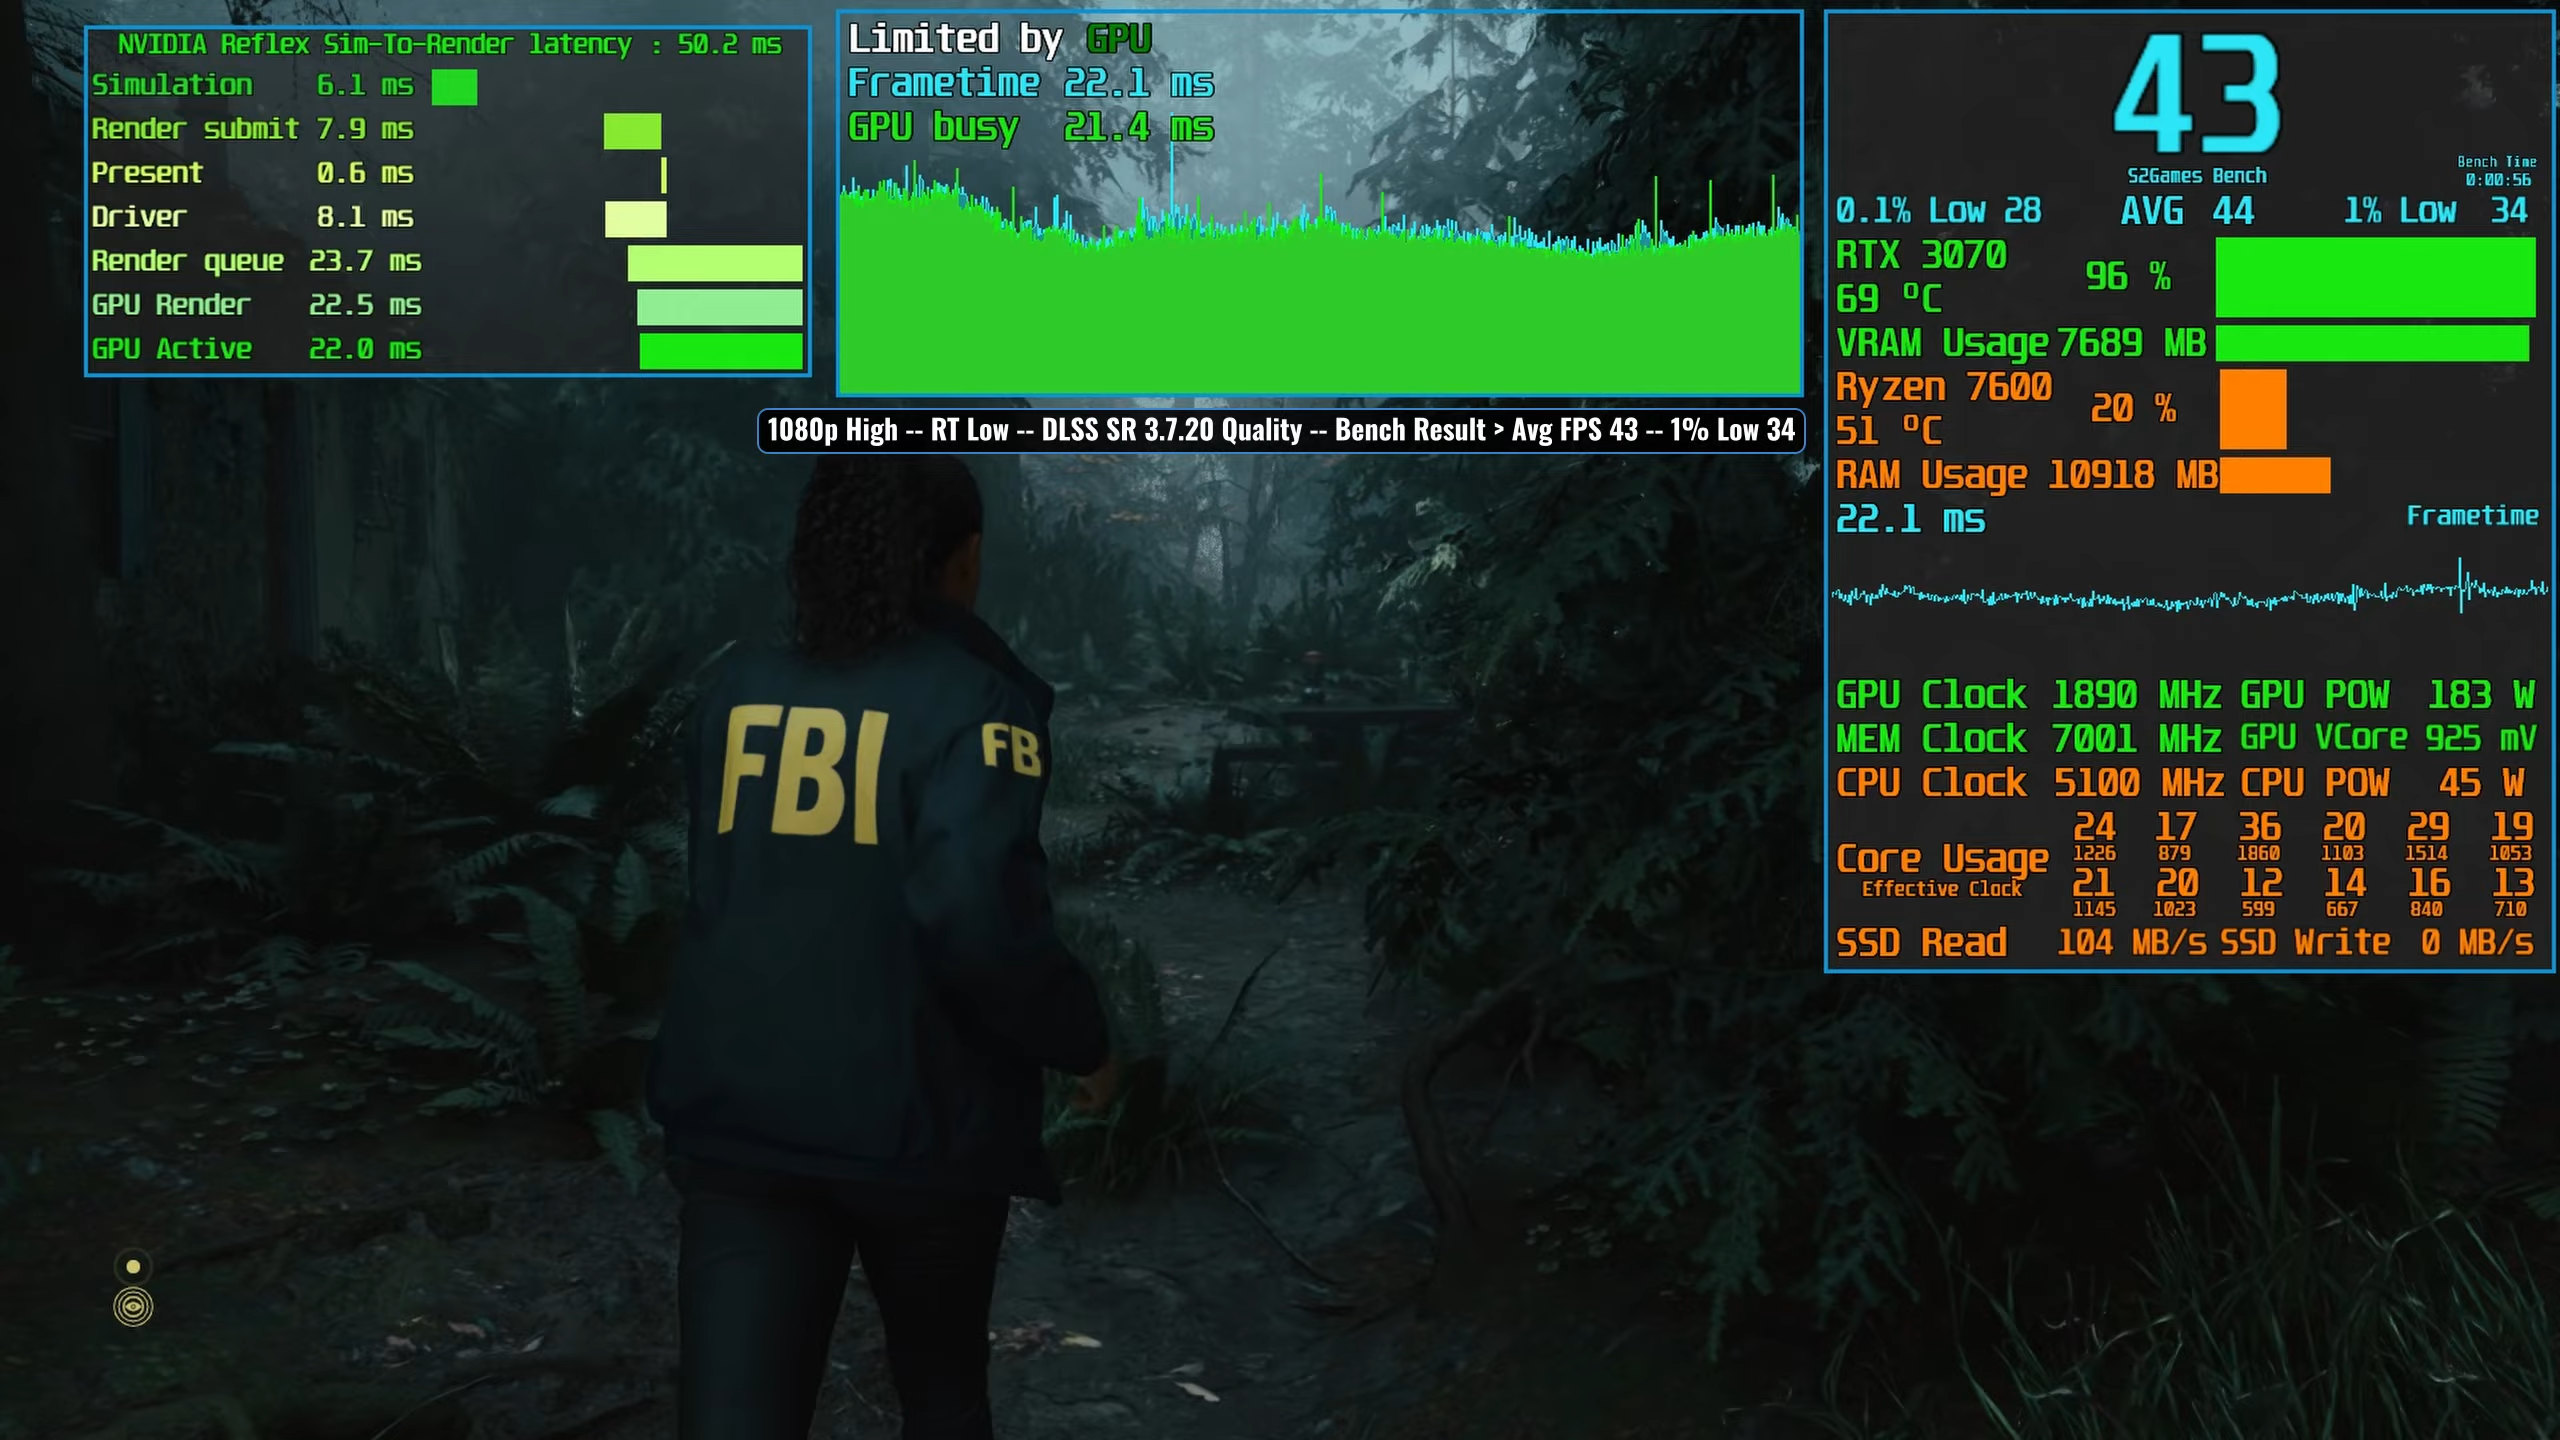 NVIDIA Reflex Sim-To-Render latency : 50.2 ms
Simulation 6.1 ms
Render submit 7.9 ms
Present 0.6 ms
Driver 8.1 ms
Render queue 23.7 ms
GPU Render 22.5 ms
GPU Active 22.0 ms
Limited by GPU
Frametime 22.1 ms
GPU busy 21.4 ms
1080p High -- RT Low -- DLSS SR 3.7.20 Quality -- Bench Result > Avg FPS 43 -- 1% Low 34
43
S2Games Bench
Bench Time
0:00:56
0.1% Low 28 AVG 44 1% Low 34
RTX 3070
96 %
69 ºC
VRAM Usage 7689 MB
Ryzen 7600
20 %
51 ºC
RAM Usage 10918 MB
22.1 ms Frametime
GPU Clock 1890 MHz GPU POW 183 W
MEM Clock 7001 MHz GPU VCore 925 mV
CPU Clock 5100 MHz CPU POW 45 W
24 17 36 20 29 19
1226 879 1860 1103 1514 1053
Core Usage
21 20 12 14 16 13
Effective Clock
1145 1023 599 667 840 710
SSD Read 104 MB/s SSD Write 0 MB/s
FBI
FB